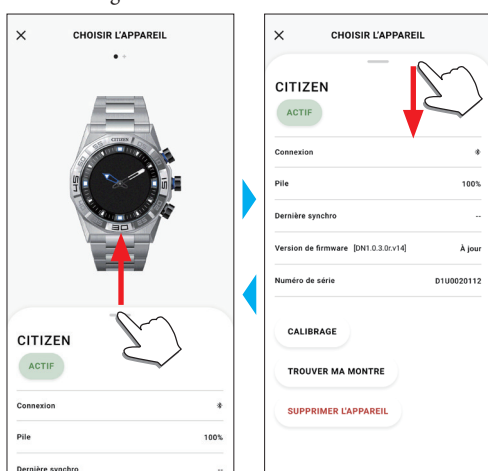 CHOISIR L'APPAREIL
CITIZEN
ACTIF
Connexion
Pile 100%
Dernière synchro --
CHOISIR L'APPAREIL
CITIZEN
ACTIF
Connexion
Pile 100%
Dernière synchro --
Version de firmware [DN1.0.3.0r.v14] À jour
Numéro de série D1U0020112
CALIBRAGE
TROUVER MA MONTRE
SUPPRIMER L'APPAREIL